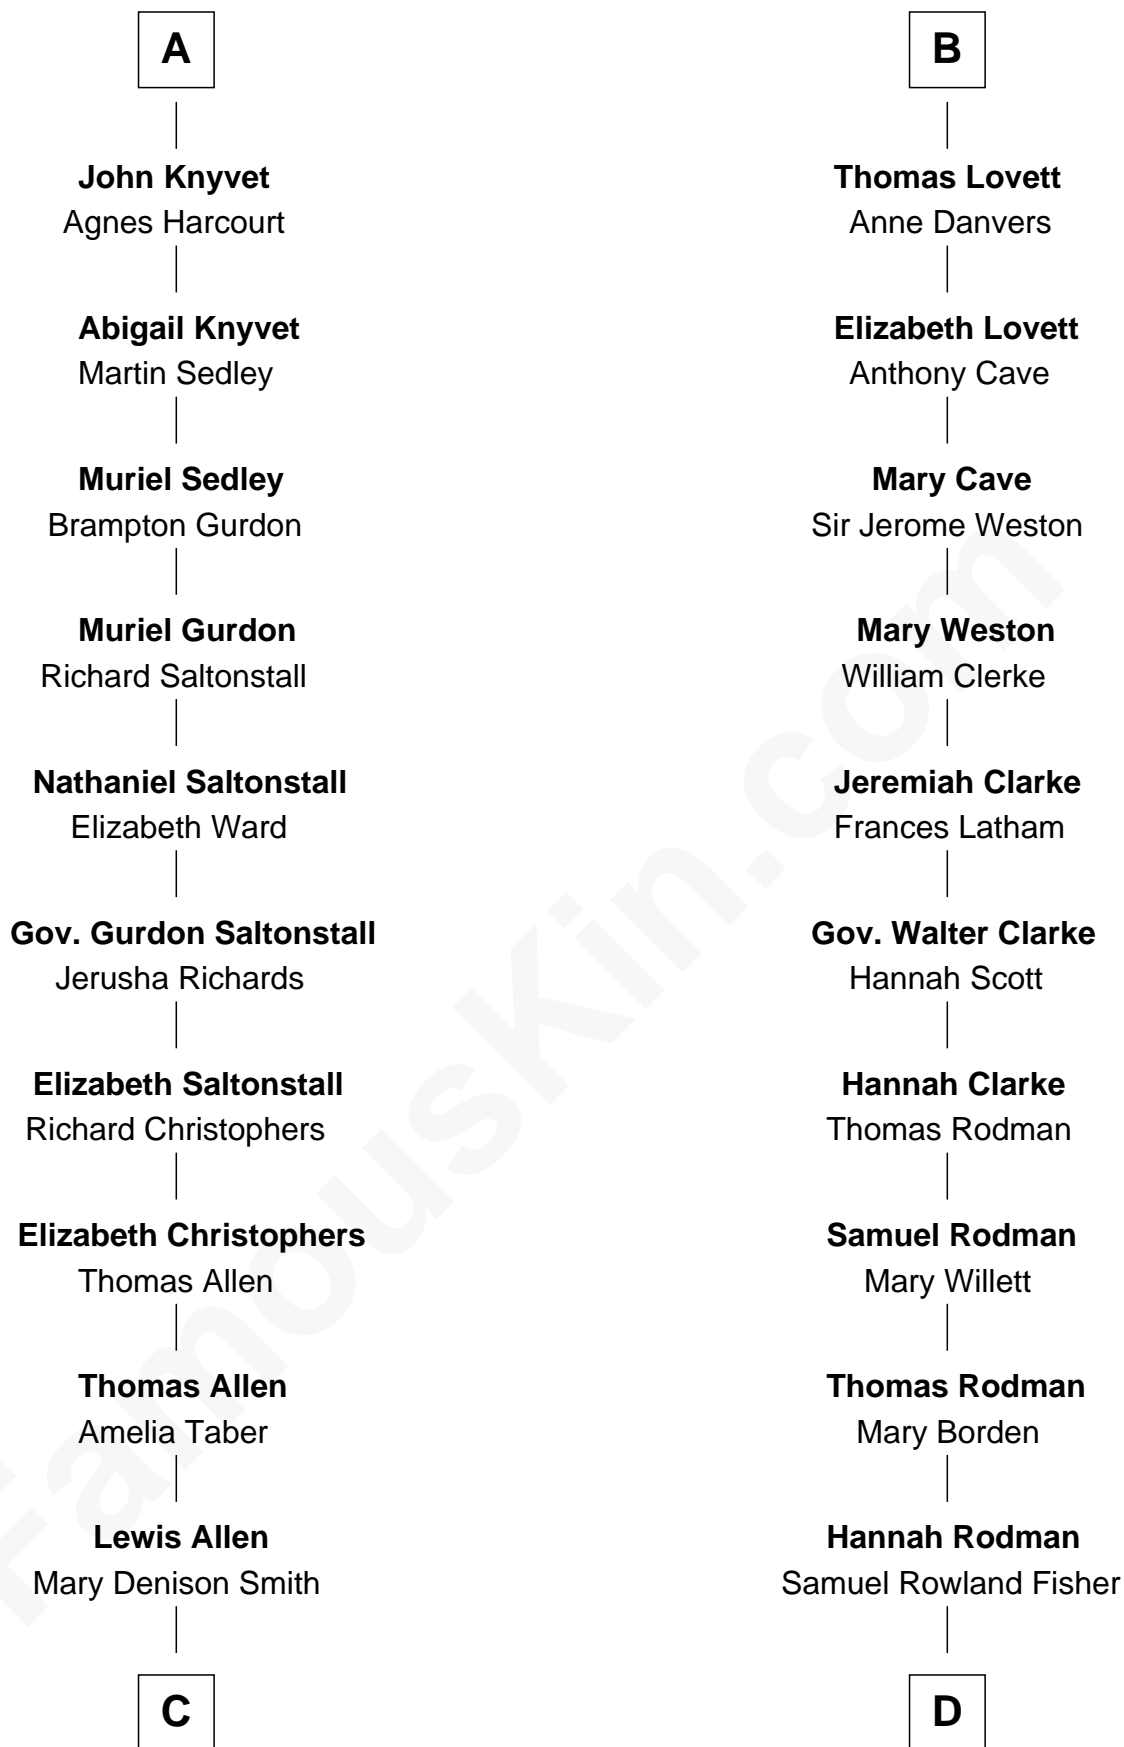 A
John Knyvet
Agnes Harcourt
Abigail Knyvet
Martin Sedley
Muriel Sedley
Brampton Gurdon
Muriel Gurdon
Richard Saltonstall
Nathaniel Saltonstall
Elizabeth Ward
Gov. Gurdon Saltonstall
Jerusha Richards
Elizabeth Saltonstall
Richard Christophers
Elizabeth Christophers
Thomas Allen
Thomas Allen
Amelia Taber
Lewis Allen
Mary Denison Smith
C
B
Thomas Lovett
Anne Danvers
Elizabeth Lovett
Anthony Cave
Mary Cave
Sir Jerome Weston
Mary Weston
William Clerke
Jeremiah Clarke
Frances Latham
Gov. Walter Clarke
Hannah Scott
Hannah Clarke
Thomas Rodman
Samuel Rodman
Mary Willett
Thomas Rodman
Mary Borden
Hannah Rodman
Samuel Rowland Fisher
D
FamousKin.com